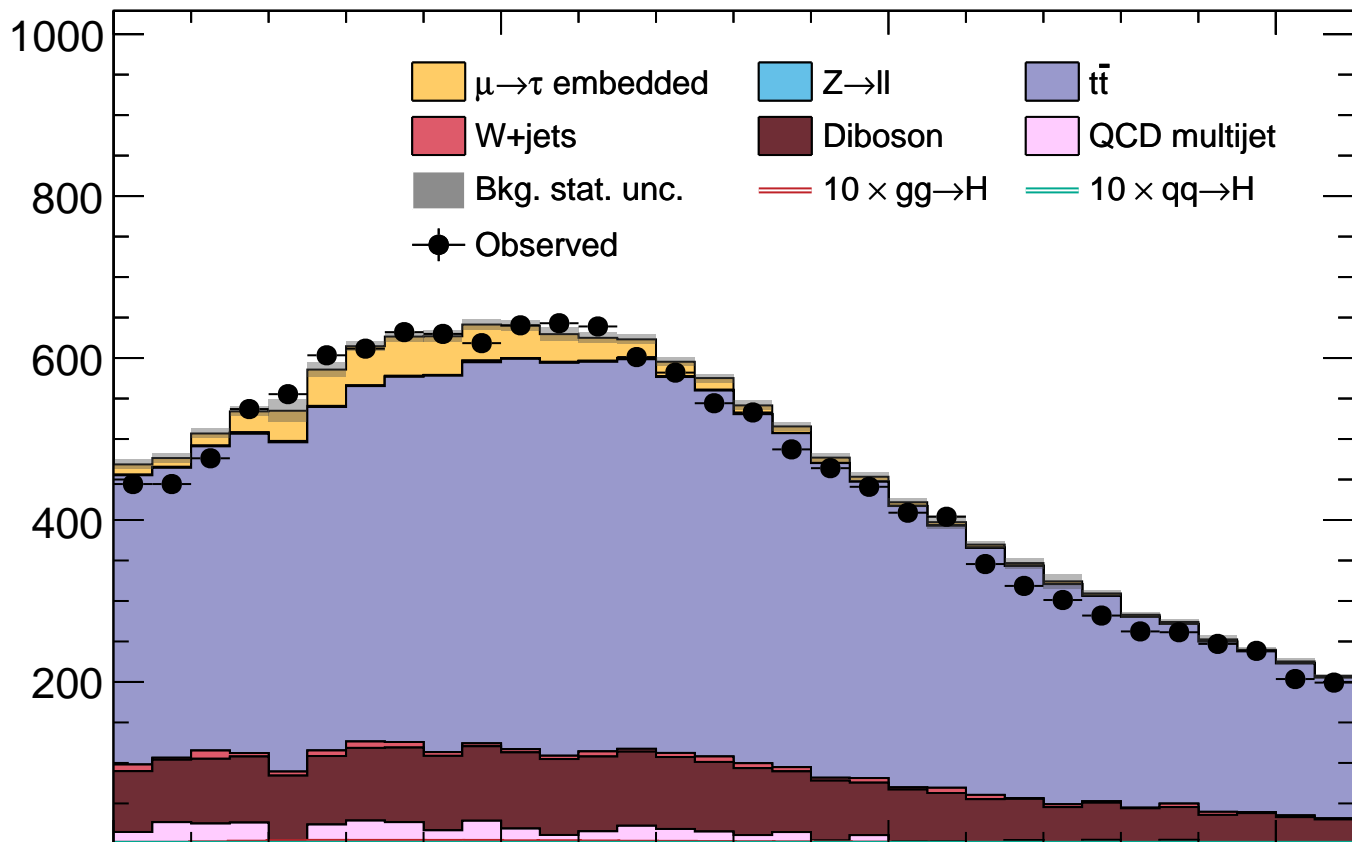 1000
μ→τ embedded Z→ll tt̄
W+jets Diboson QCD multijet
800
Bkg. stat. unc. 10 × gg→H 10 × qq→H
Observed
600
400
200